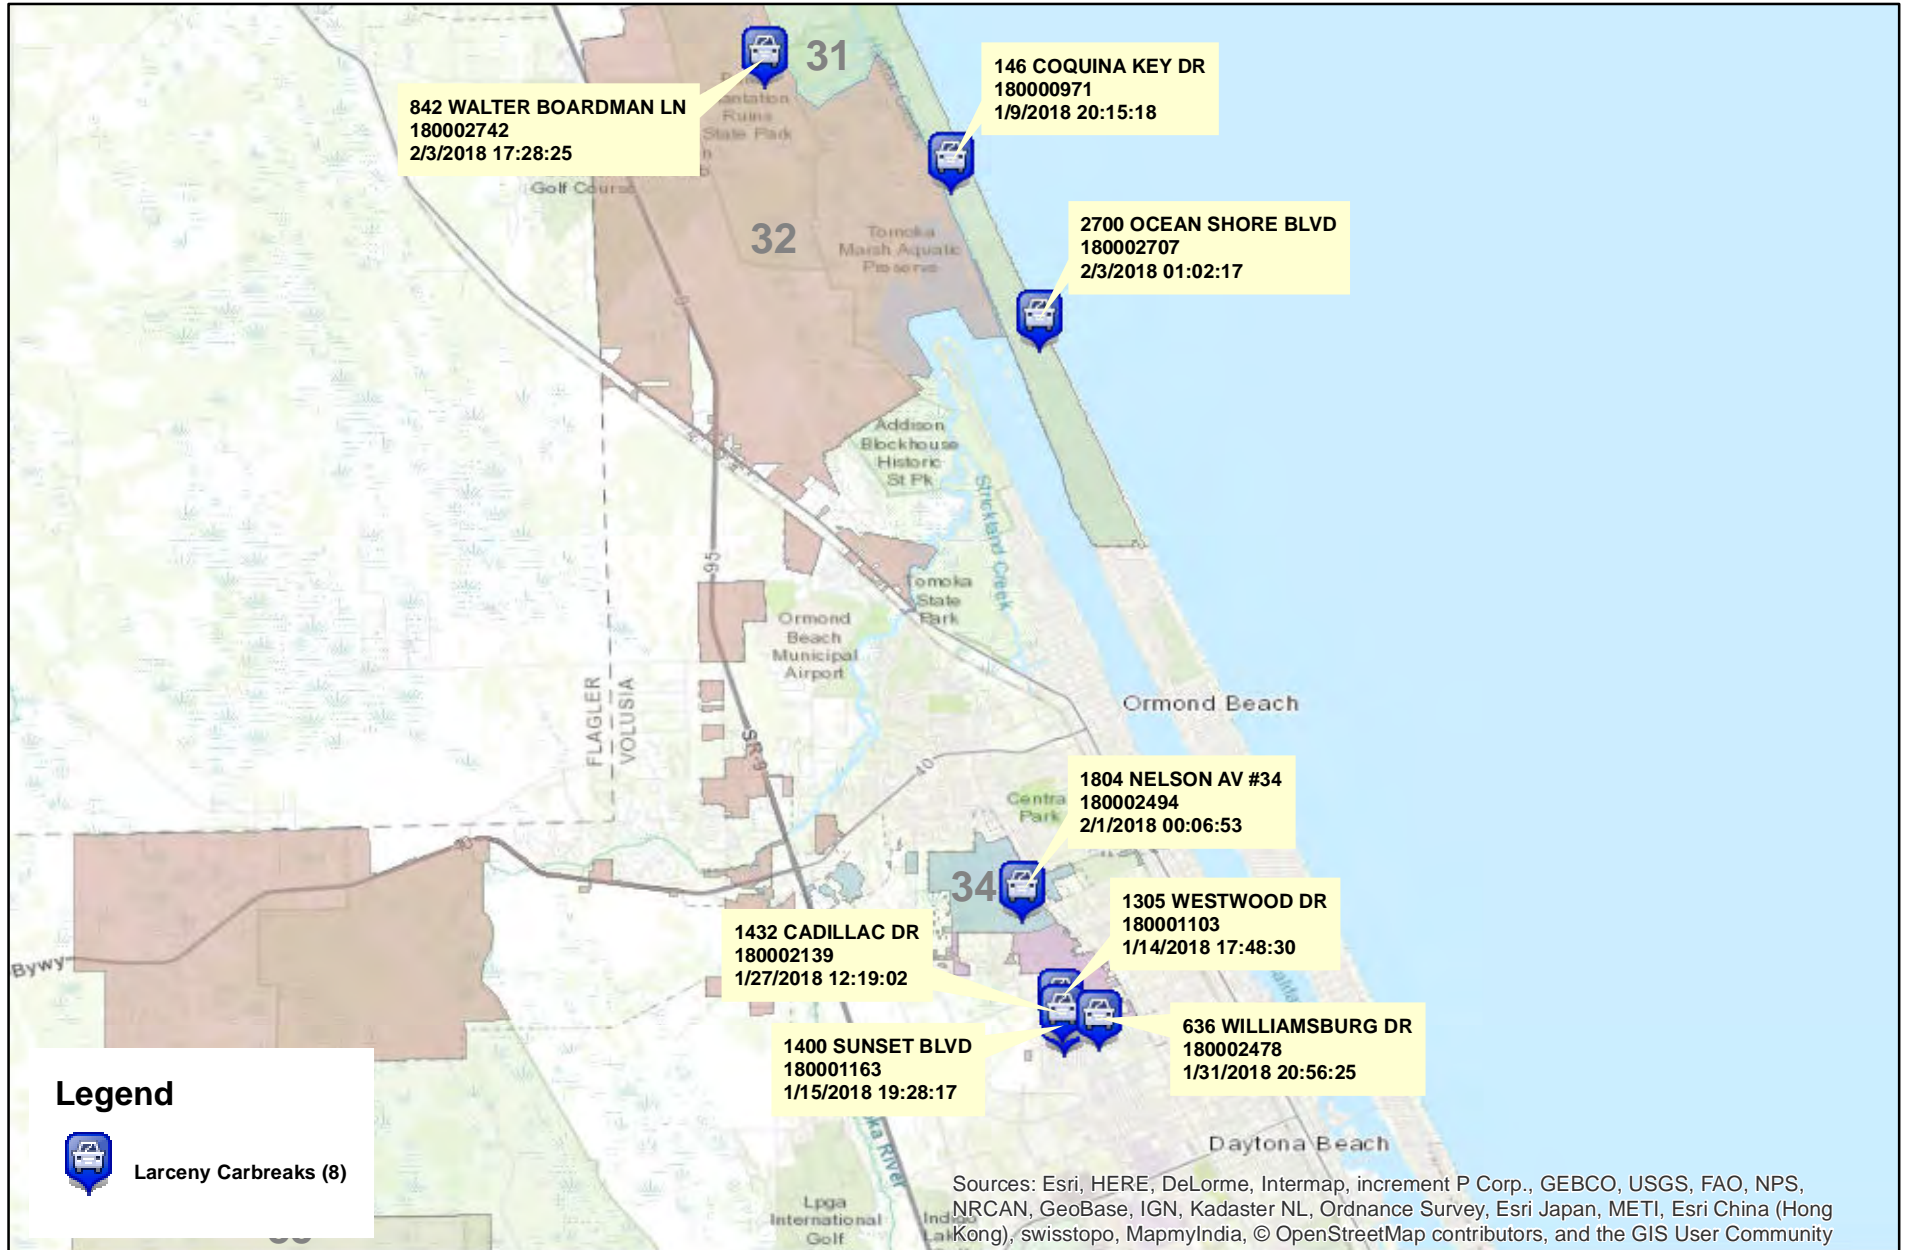 31
146 COQUINA KEY DR
180000971
1/9/2018 20:15:18
842 WALTER BOARDMAN LN
180002742
2/3/2018 17:28:25
Ruins
State Park
Golf Course
32
Tomoka
Marsh Aquatic
Preserve
2700 OCEAN SHORE BLVD
180002707
2/3/2018 01:02:17
Addison
Blockhouse
Historic
St Pk
Strickland Creek
95
Tomoka
State
Park
Ormond
Beach
Municipal
Airport
FLAGLER
VOLUSIA
Ormond Beach
SR-9
40
Central
Park
1804 NELSON AV #34
180002494
2/1/2018 00:06:53
34
1305 WESTWOOD DR
180001103
1/14/2018 17:48:30
1432 CADILLAC DR
180002139
1/27/2018 12:19:02
Bywy
1400 SUNSET BLVD
180001163
1/15/2018 19:28:17
636 WILLIAMSBURG DR
180002478
1/31/2018 20:56:25
Legend
Larceny Carbreaks (8)
Daytona Beach
River
Lpga
International
Golf
Sources: Esri, HERE, DeLorme, Intermap, increment P Corp., GEBCO, USGS, FAO, NPS,
NRCAN, GeoBase, IGN, Kadaster NL, Ordnance Survey, Esri Japan, METI, Esri China (Hong
Kong), swisstopo, MapmyIndia, © OpenStreetMap contributors, and the GIS User Community